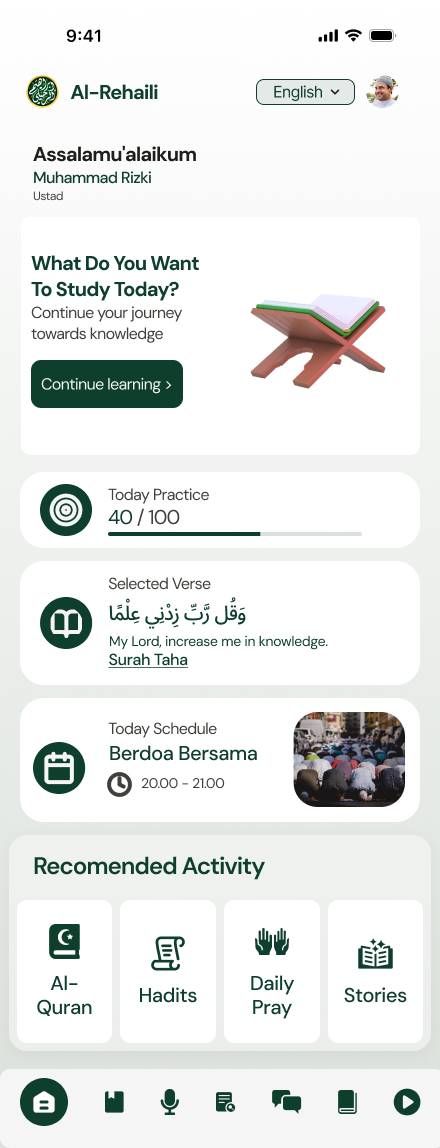 9:41
Al-Rehaili
English
Assalamu'alaikum
Muhammad Rizki
Ustad
What Do You Want
To Study Today?
Continue your journey
towards knowledge
Continue learning >
Today Practice
40 / 100
Selected Verse
وَقُل رَّبِّ زِدْنِي عِلْمًا
My Lord, increase me in knowledge.
Surah Taha
Today Schedule
Berdoa Bersama
20.00 - 21.00
Recomended Activity
Al-
Quran
Hadits
Daily
Pray
Stories